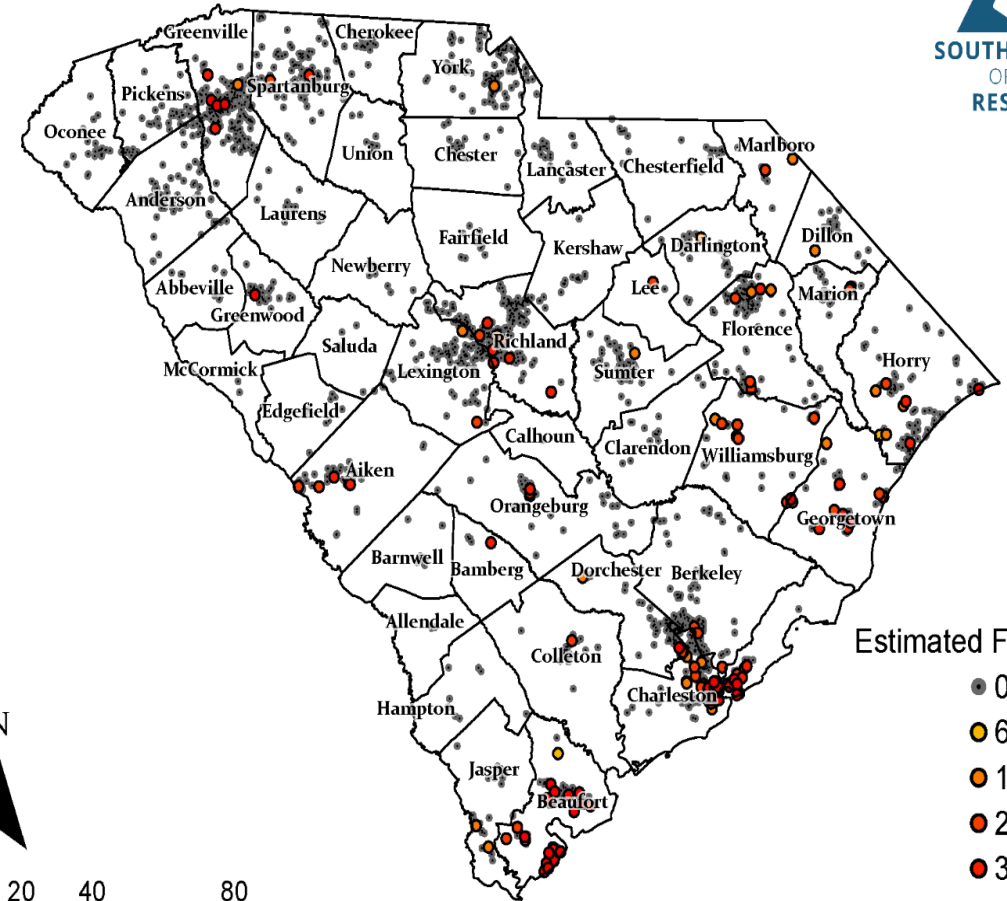 SOUTH
OF
RES
Greenville
Cherokee
York
Spartanburg
Pickens
Oconee
Union
Chester
Lancaster
Chesterfield
Marlboro
Anderson
Laurens
Fairfield
Kershaw
Darlington
Dillon
Newberry
Abbeville
Lee
Marion
Greenwood
Florence
Richland
Saluda
Horry
McCormick
Lexington
Sumter
Edgefield
Calhoun
Clarendon
Williamsburg
Aiken
Orangeburg
Georgetown
Barnwell
Bamberg
Dorchester
Berkeley
Allendale
Colleton
Estimated F
0
Charleston
Hampton
N
6
Jasper
1
Beaufort
2
3
20 40 80